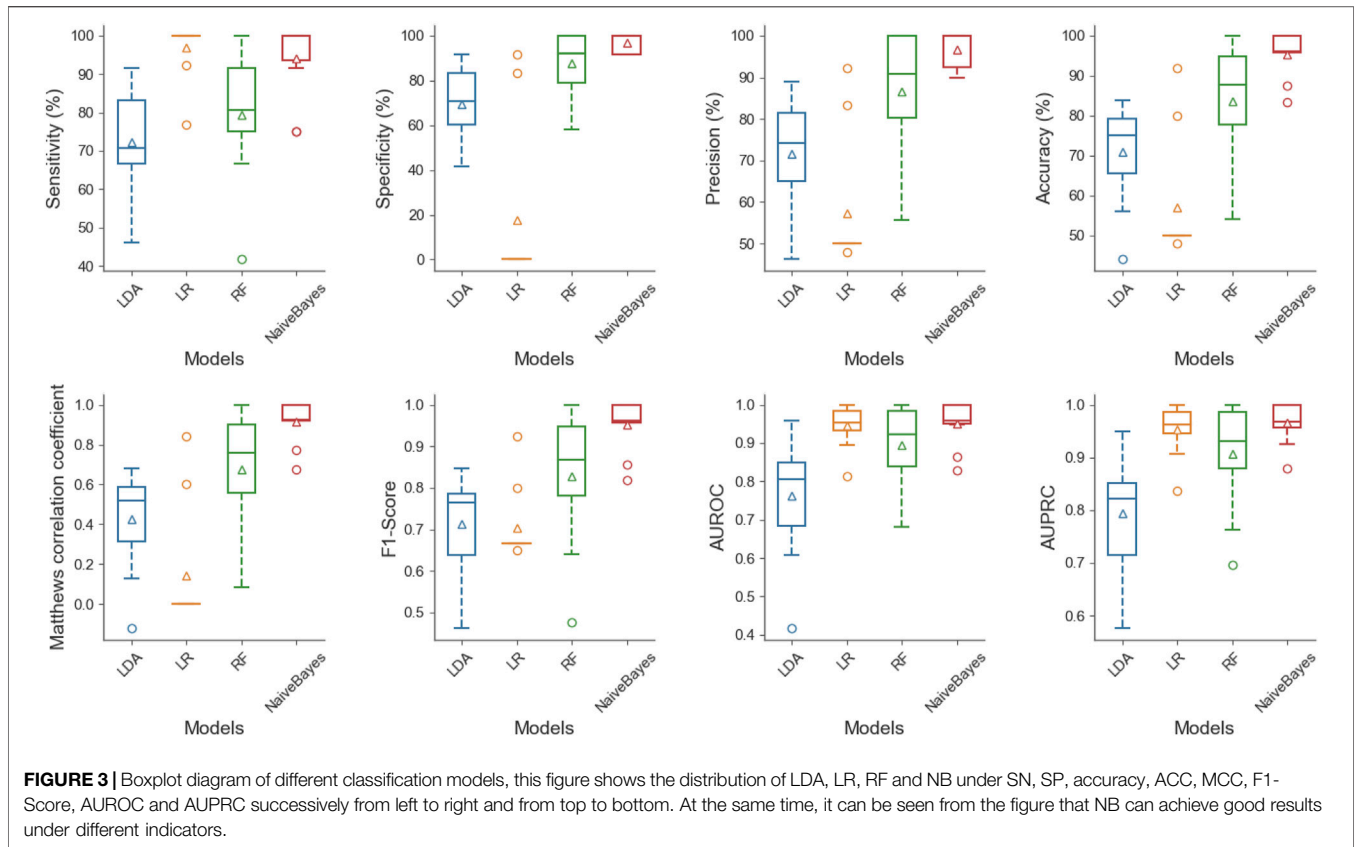 Sensitivity (%)
100
90
80
70
60
50
40
LDA
LR
RF
NaiveBayes
Models
Specificity (%)
100
80
60
40
20
0
LDA
LR
RF
NaiveBayes
Models
Precision (%)
100
90
80
70
60
50
LDA
LR
RF
NaiveBayes
Models
Accuracy (%)
100
90
80
70
60
50
LDA
LR
RF
NaiveBayes
Models
Matthews correlation coefficient
1.0
0.8
0.6
0.4
0.2
0.0
LDA
LR
RF
NaiveBayes
Models
F1-Score
1.0
0.9
0.8
0.7
0.6
0.5
LDA
LR
RF
NaiveBayes
Models
AUROC
1.0
0.9
0.8
0.7
0.6
0.5
0.4
LDA
LR
RF
NaiveBayes
Models
AUPRC
1.0
0.9
0.8
0.7
0.6
LDA
LR
RF
NaiveBayes
Models
FIGURE 3 | Boxplot diagram of different classification models, this figure shows the distribution of LDA, LR, RF and NB under SN, SP, accuracy, ACC, MCC, F1-
Score, AUROC and AUPRC successively from left to right and from top to bottom. At the same time, it can be seen from the figure that NB can achieve good results
under different indicators.